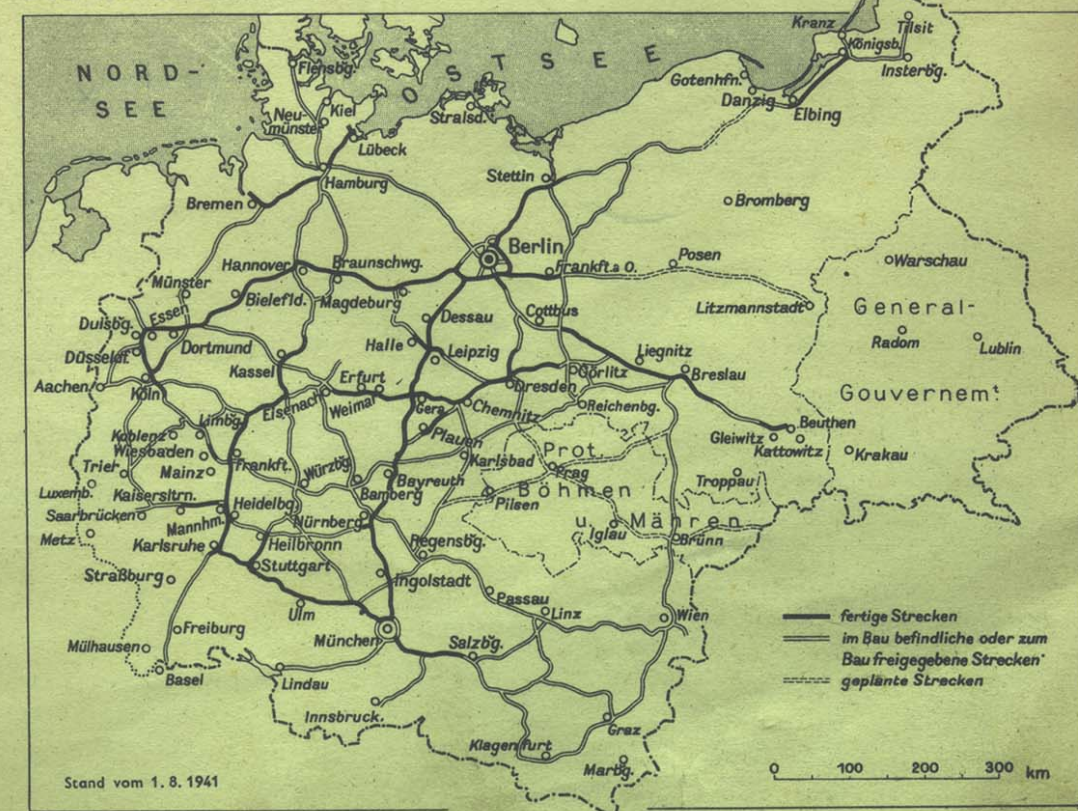 NORD-
SEE
OSTSEE
Kranz
Tilsit
Königsb.
Insterbg.
Gotenhfn.
Danzig
Elbing
Flensbg.
Kiel
Neu-
münster
Lübeck
Stralsd.
Hamburg
Bremen
Stettin
Bromberg
Berlin
Hannover
Braunschwg.
Frankft. a O.
Posen
Warschau
Münster
Bielefld.
Magdeburg
Litzmannstadt
General-
Duisbg.
Essen
Dessau
Cottbus
Radom
Lublin
Düsseldf.
Dortmund
Halle
Leipzig
Liegnitz
Aachen
Köln
Kassel
Erfurt
Görlitz
Breslau
Gouvernemt.
Eisenach
Weimar
Gera
Dresden
Limbg.
Chemnitz
Reichenbg.
Beuthen
Koblenz
Plauen
Gleiwitz
Kattowitz
Wiesbaden
Prot.
Krakau
Trier
Mainz
Frankft.
Würzbg.
Karlsbad
Prag
Luxemb.
Kaisersltrn.
Bamberg
Bayreuth
Böhmen
Troppau
Saarbrücken
Mannhm.
Heidelbg.
Nürnberg
Pilsen
u. Mähren
Metz
Karlsruhe
Heilbronn
Regensbg.
Iglau
Brünn
Straßburg
Stuttgart
Ingolstadt
Passau
Ulm
Linz
Wien
Freiburg
München
Salzbg.
Mülhausen
Basel
Lindau
Innsbruck.
Graz
Klagenfurt
Marbg.
fertige Strecken
im Bau befindliche oder zum
Bau freigegebene Strecken
geplante Strecken
0 100 200 300 km
Stand vom 1. 8. 1941